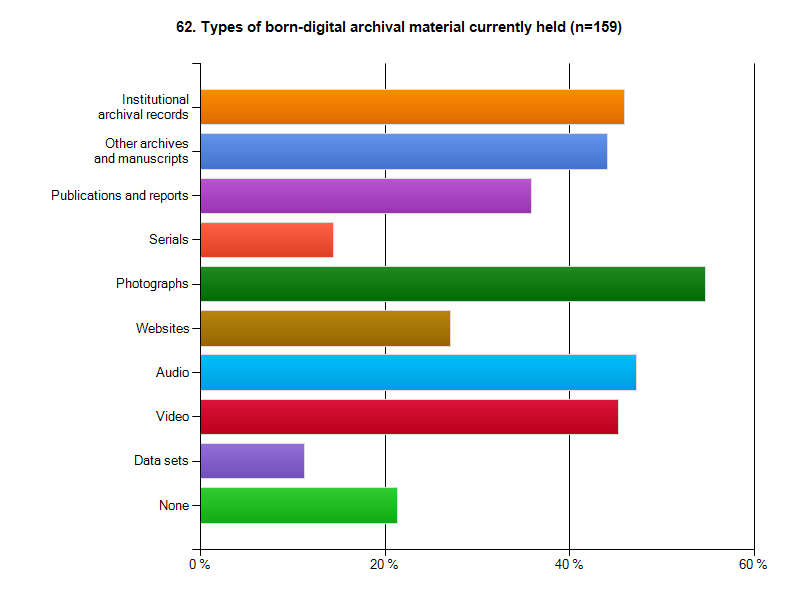 62. Types of born-digital archival material currently held (n=159)
Institutional
archival records
Other archives
and manuscripts
Publications and reports
Serials
Photographs
Websites
Audio
Video
Data sets
None
0 %
20 %
40 %
60 %